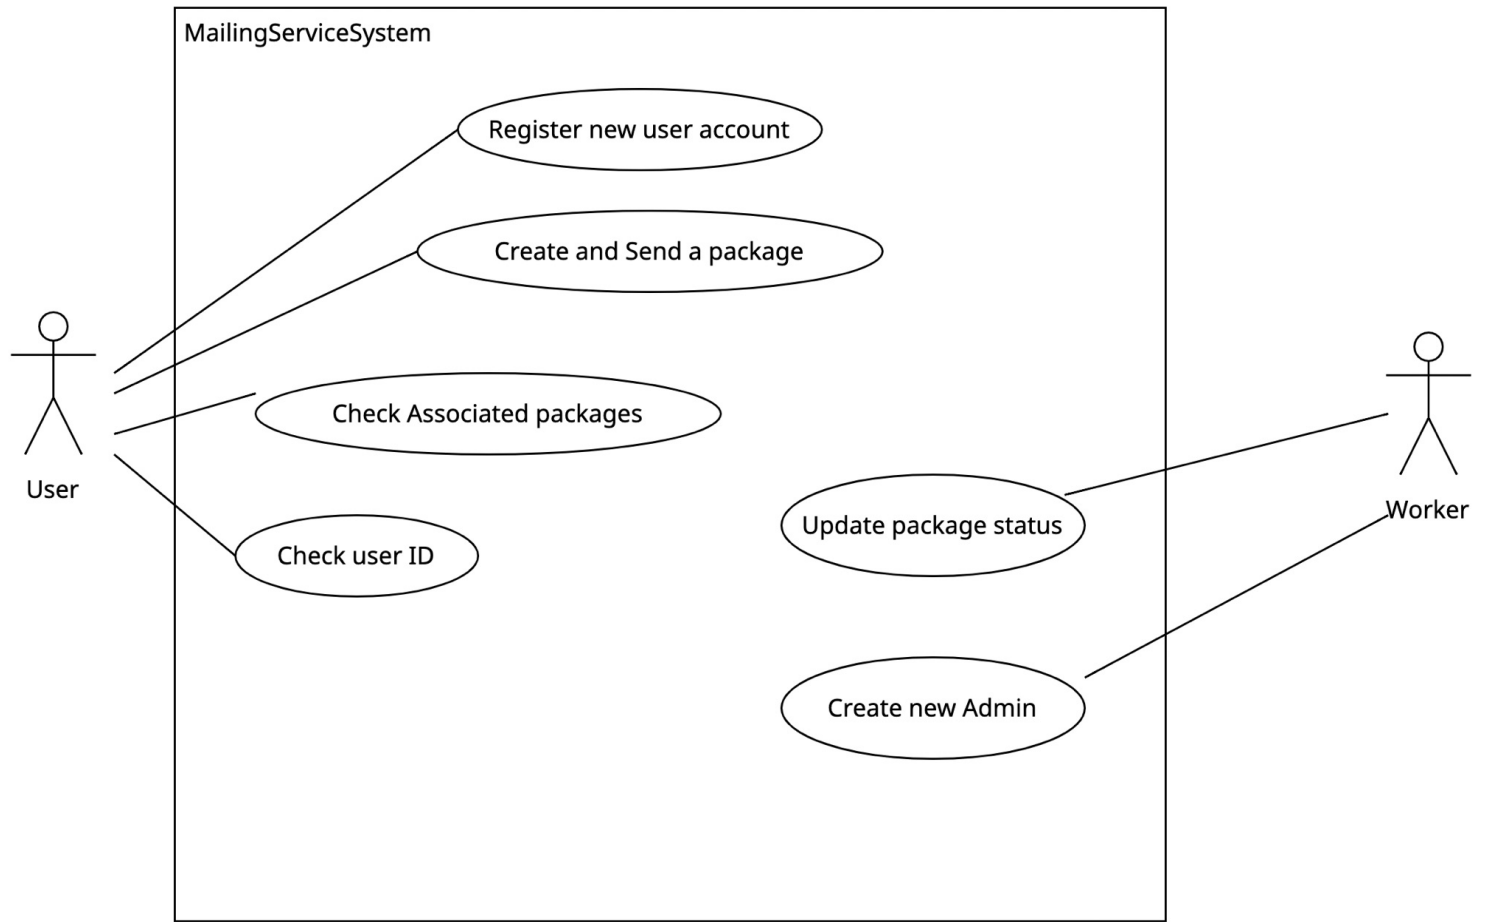 MailingServiceSystem
Register new user account
Create and Send a package
Check Associated packages
User
Worker
Update package status
Check user ID
Create new Admin